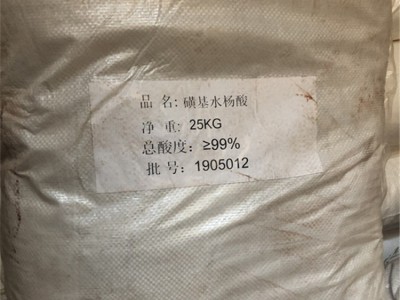 品 名: 磺基水杨酸
净 重: 25KG
总酸度: ≥99%
批号: 1905012